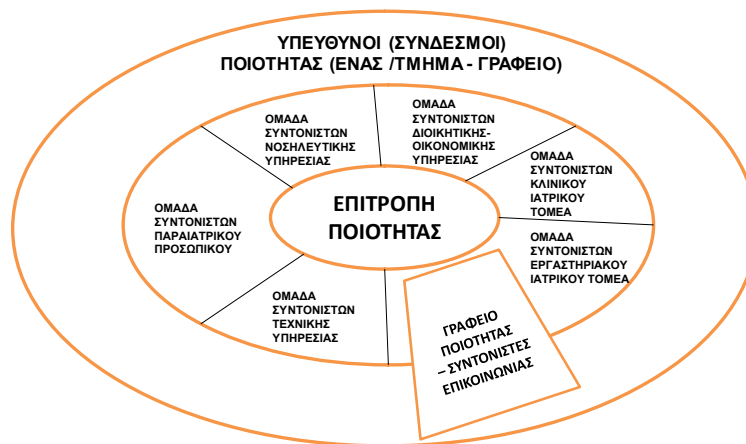 ΥΠΕΥΘΥΝΟΙ (ΣΥΝΔΕΣΜΟΙ)
ΠΟΙΟΤΗΤΑΣ (ΕΝΑΣ /ΤΜΗΜΑ - ΓΡΑΦΕΙΟ)
ΟΜΑΔΑ
ΣΥΝΤΟΝΙΣΤΩΝ
ΝΟΣΗΛΕΥΤΙΚΗΣ
ΥΠΗΡΕΣΙΑΣ
ΟΜΑΔΑ
ΣΥΝΤΟΝΙΣΤΩΝ
ΔΙΟΙΚΗΤΙΚΗΣ-
ΟΙΚΟΝΟΜΙΚΗΣ
ΥΠΗΡΕΣΙΑΣ
ΟΜΑΔΑ
ΣΥΝΤΟΝΙΣΤΩΝ
ΚΛΙΝΙΚΟΥ
ΙΑΤΡΙΚΟΥ
ΤΟΜΕΑ
ΟΜΑΔΑ
ΣΥΝΤΟΝΙΣΤΩΝ
ΠΑΡΑΙΑΤΡΙΚΟΥ
ΠΡΟΣΩΠΙΚΟΥ
ΕΠΙΤΡΟΠΗ
ΠΟΙΟΤΗΤΑΣ
ΟΜΑΔΑ
ΣΥΝΤΟΝΙΣΤΩΝ
ΕΡΓΑΣΤΗΡΙΑΚΟΥ
ΙΑΤΡΙΚΟΥ ΤΟΜΕΑ
ΟΜΑΔΑ
ΣΥΝΤΟΝΙΣΤΩΝ
ΤΕΧΝΙΚΗΣ
ΥΠΗΡΕΣΙΑΣ
ΓΡΑΦΕΙΟ
ΠΟΙΟΤΗΤΑΣ
– ΣΥΝΤΟΝΙΣΤΕΣ
ΕΠΙΚΟΙΝΩΝΙΑΣ